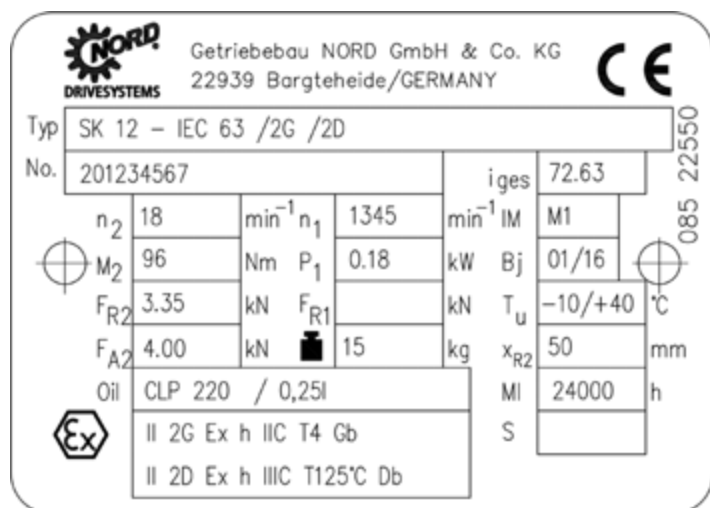 NORD
DRIVESYSTEMS
Getriebebau NORD GmbH & Co. KG
22939 Bargteheide/GERMANY
CE
Typ SK 12 – IEC 63 /2G /2D
No. 201234567 iges 72.63
n2 18 min-1 n1 1345 min-1 IM M1
M2 96 Nm P1 0.18 kW Bj 01/16
FR2 3.35 kN FR1 kN Tu -10/+40 °C
FA2 4.00 kN 15 kg xR2 50 mm
Oil CLP 220 / 0,25l MI 24000 h
Ex II 2G Ex h IIC T4 Gb S
II 2D Ex h IIIC T125°C Db
085 22550